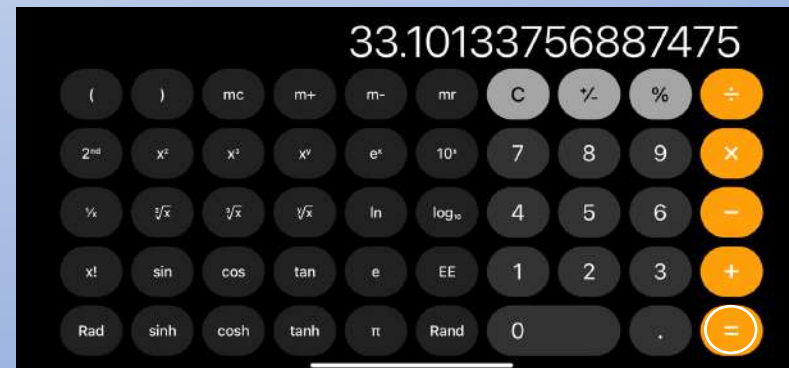 33.10133756887475
( ) mc m+ m- mr C ⁺∕₋ % ÷
2ⁿᵈ x² x³ xʸ eˣ 10ˣ 7 8 9 ×
¹∕ₓ ²√x ³√x ʸ√x ln log₁₀ 4 5 6 −
x! sin cos tan e EE 1 2 3 +
Rad sinh cosh tanh π Rand 0 . =